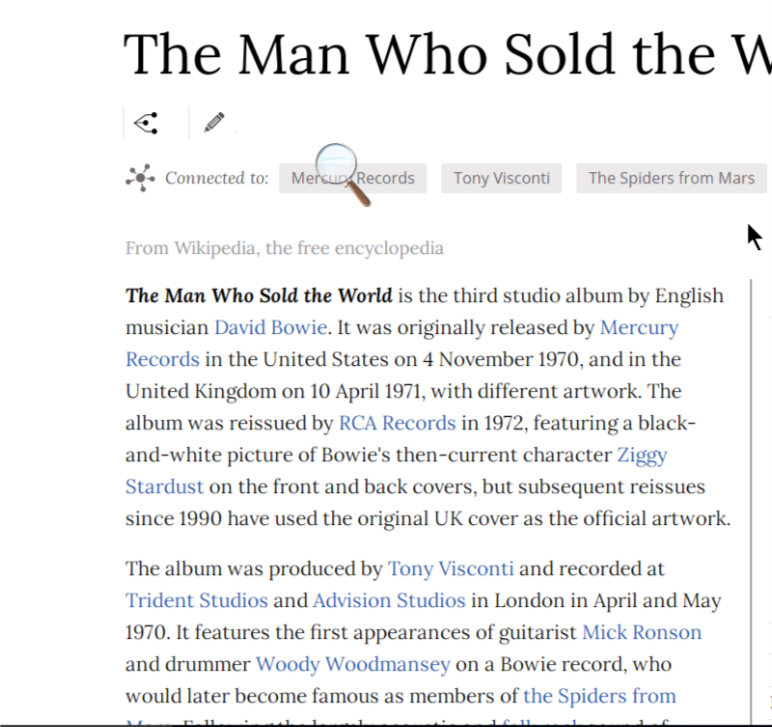 The Man Who Sold the
Connected to: Mercury Records Tony Visconti The Spiders from Mars
From Wikipedia, the free encyclopedia
The Man Who Sold the World is the third studio album by English
musician David Bowie. It was originally released by Mercury
Records in the United States on 4 November 1970, and in the
United Kingdom on 10 April 1971, with different artwork. The
album was reissued by RCA Records in 1972, featuring a black-
and-white picture of Bowie's then-current character Ziggy
Stardust on the front and back covers, but subsequent reissues
since 1990 have used the original UK cover as the official artwork.
The album was produced by Tony Visconti and recorded at
Trident Studios and Advision Studios in London in April and May
1970. It features the first appearances of guitarist Mick Ronson
and drummer Woody Woodmansey on a Bowie record, who
would later become famous as members of the Spiders from